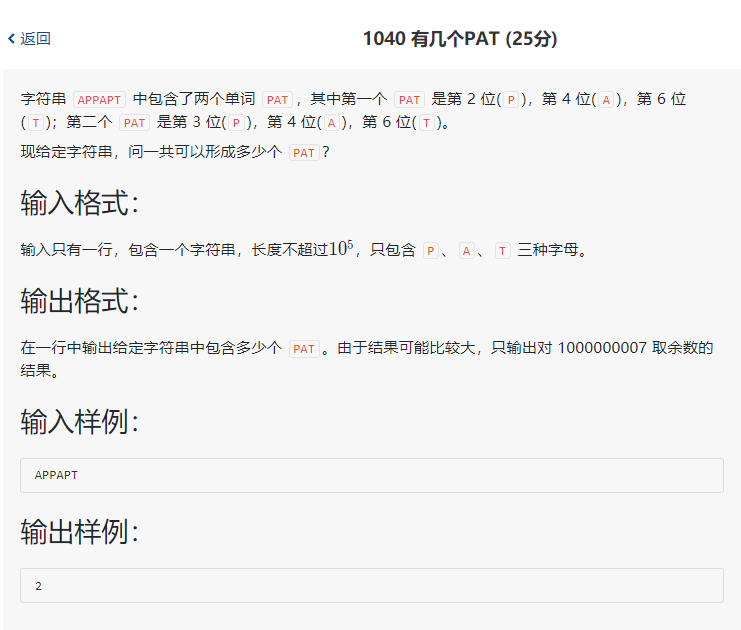 返回
1040 有几个PAT (25分)
字符串 APPAPT 中包含了两个单词 PAT ，其中第一个 PAT 是第 2 位( P )，第 4 位( A )，第 6 位
( T )；第二个 PAT 是第 3 位( P )，第 4 位( A )，第 6 位( T )。
现给定字符串，问一共可以形成多少个 PAT ？
输入格式：
输入只有一行，包含一个字符串，长度不超过10⁵，只包含 P 、 A 、 T 三种字母。
输出格式：
在一行中输出给定字符串中包含多少个 PAT 。由于结果可能比较大，只输出对 1000000007 取余数的
结果。
输入样例：
APPAPT
输出样例：
2